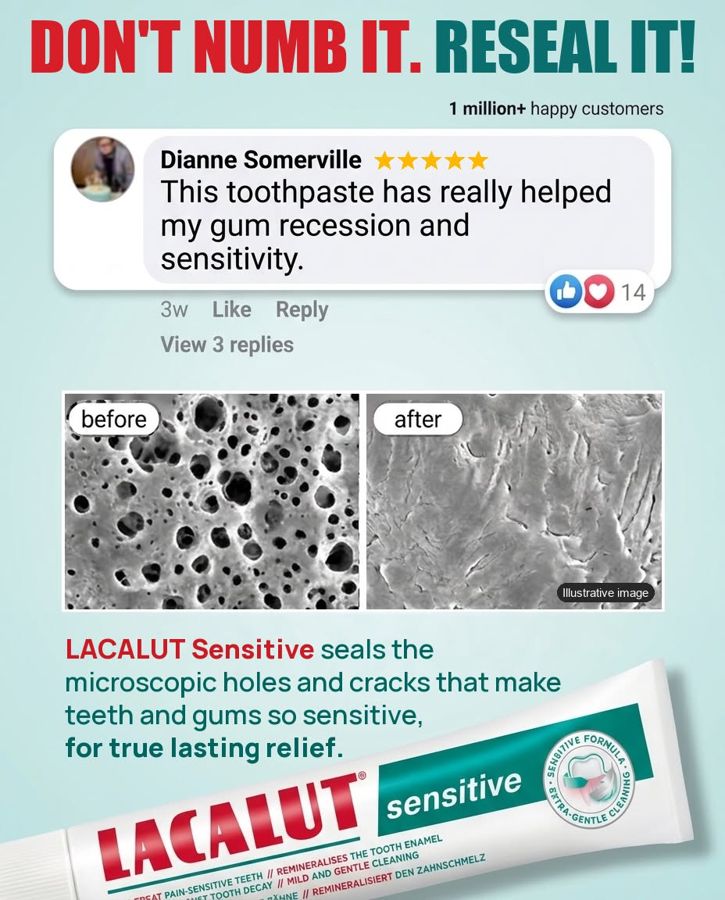 DON'T NUMB IT. RESEAL IT!
1 million+ happy customers
Dianne Somerville
This toothpaste has really helped
my gum recession and
sensitivity.
14
3w Like Reply
View 3 replies
before
after
Illustrative image
LACALUT Sensitive seals the
microscopic holes and cracks that make
teeth and gums so sensitive,
for true lasting relief.
LACALUT® sensitive
SENSITIVE FORMULA
EXTRA-GENTLE CLEANING
PAIN-SENSITIVE TEETH // REMINERALISES THE TOOTH ENAMEL
TOOTH DECAY // MILD AND GENTLE CLEANING
// REMINERALISIERT DEN ZAHNSCHMELZ